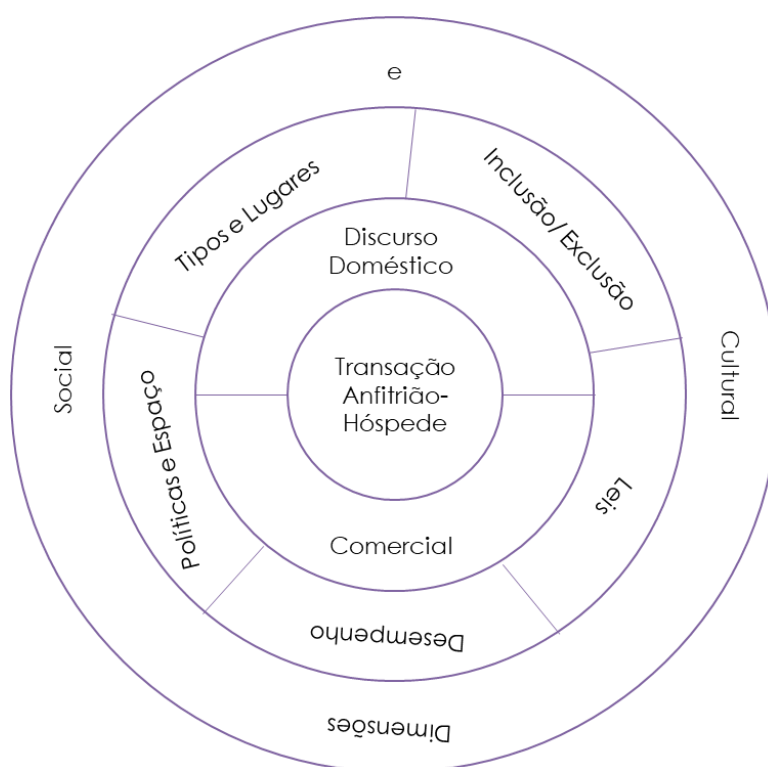 e
Tipos e Lugares
Inclusão/ Exclusão
Discurso
Doméstico
Social
Transação
Anfitrião-
Hóspede
Cultural
Políticas e Espaço
Leis
Comercial
Desempenho
Dimensões